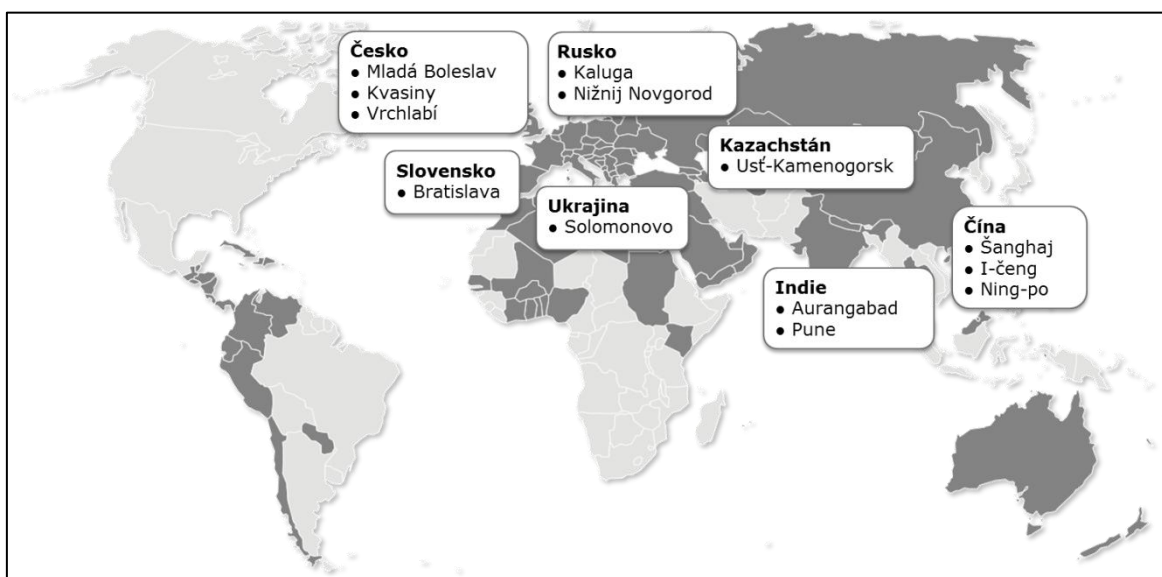 Česko
● Mladá Boleslav
● Kvasiny
● Vrchlabí
Rusko
● Kaluga
● Nižnij Novgorod
Kazachstán
● Usť-Kamenogorsk
Slovensko
● Bratislava
Ukrajina
● Solomonovo
Čína
● Šanghaj
● I-čeng
● Ning-po
Indie
● Aurangabad
● Pune